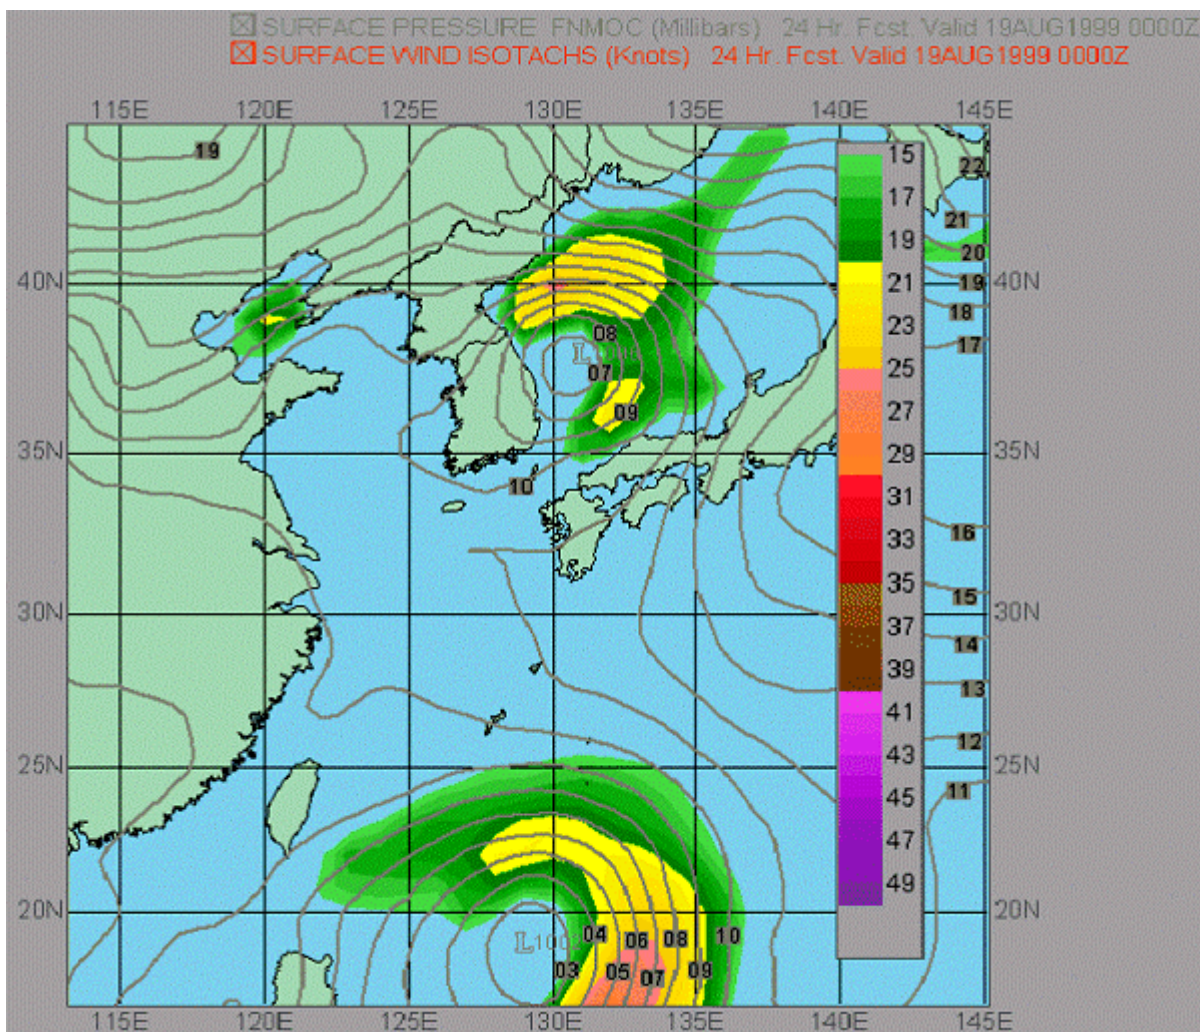 ☒ SURFACE PRESSURE FNMOC (Millibars) 24 Hr. Fcst. Valid 19AUG1999 0000Z
☒ SURFACE WIND ISOTACHS (Knots) 24 Hr. Fcst. Valid 19AUG1999 0000Z
115E 120E 125E 130E 135E 140E 145E
19
15
22
17
21
19
20
40N
21
19
40N
18
23
08
17
L
25
07
27
09
35N
29
35N
10
31
16
33
35
15
30N
37
30N
14
39
13
41
12
43
25N
25N
11
45
47
49
20N
20N
04 06 08 10
L
03 05 07 09
115E 120E 125E 130E 135E 140E 145E